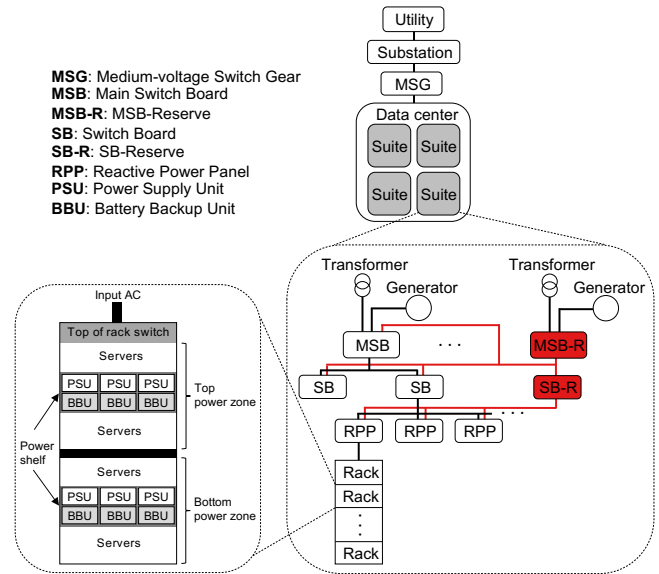 Utility
Substation
MSG
MSG: Medium-voltage Switch Gear
MSB: Main Switch Board
MSB-R: MSB-Reserve
SB: Switch Board
SB-R: SB-Reserve
RPP: Reactive Power Panel
PSU: Power Supply Unit
BBU: Battery Backup Unit
Data center
Suite Suite
Suite Suite
Transformer Transformer
Generator Generator
MSB . . . MSB-R
SB SB SB-R
. . .
RPP RPP RPP
Rack
Rack
Rack
Input AC
Top of rack switch
Servers
PSU PSU PSU
BBU BBU BBU
Servers
Top
power zone
Power
shelf
Servers
PSU PSU PSU
BBU BBU BBU
Servers
Bottom
power zone